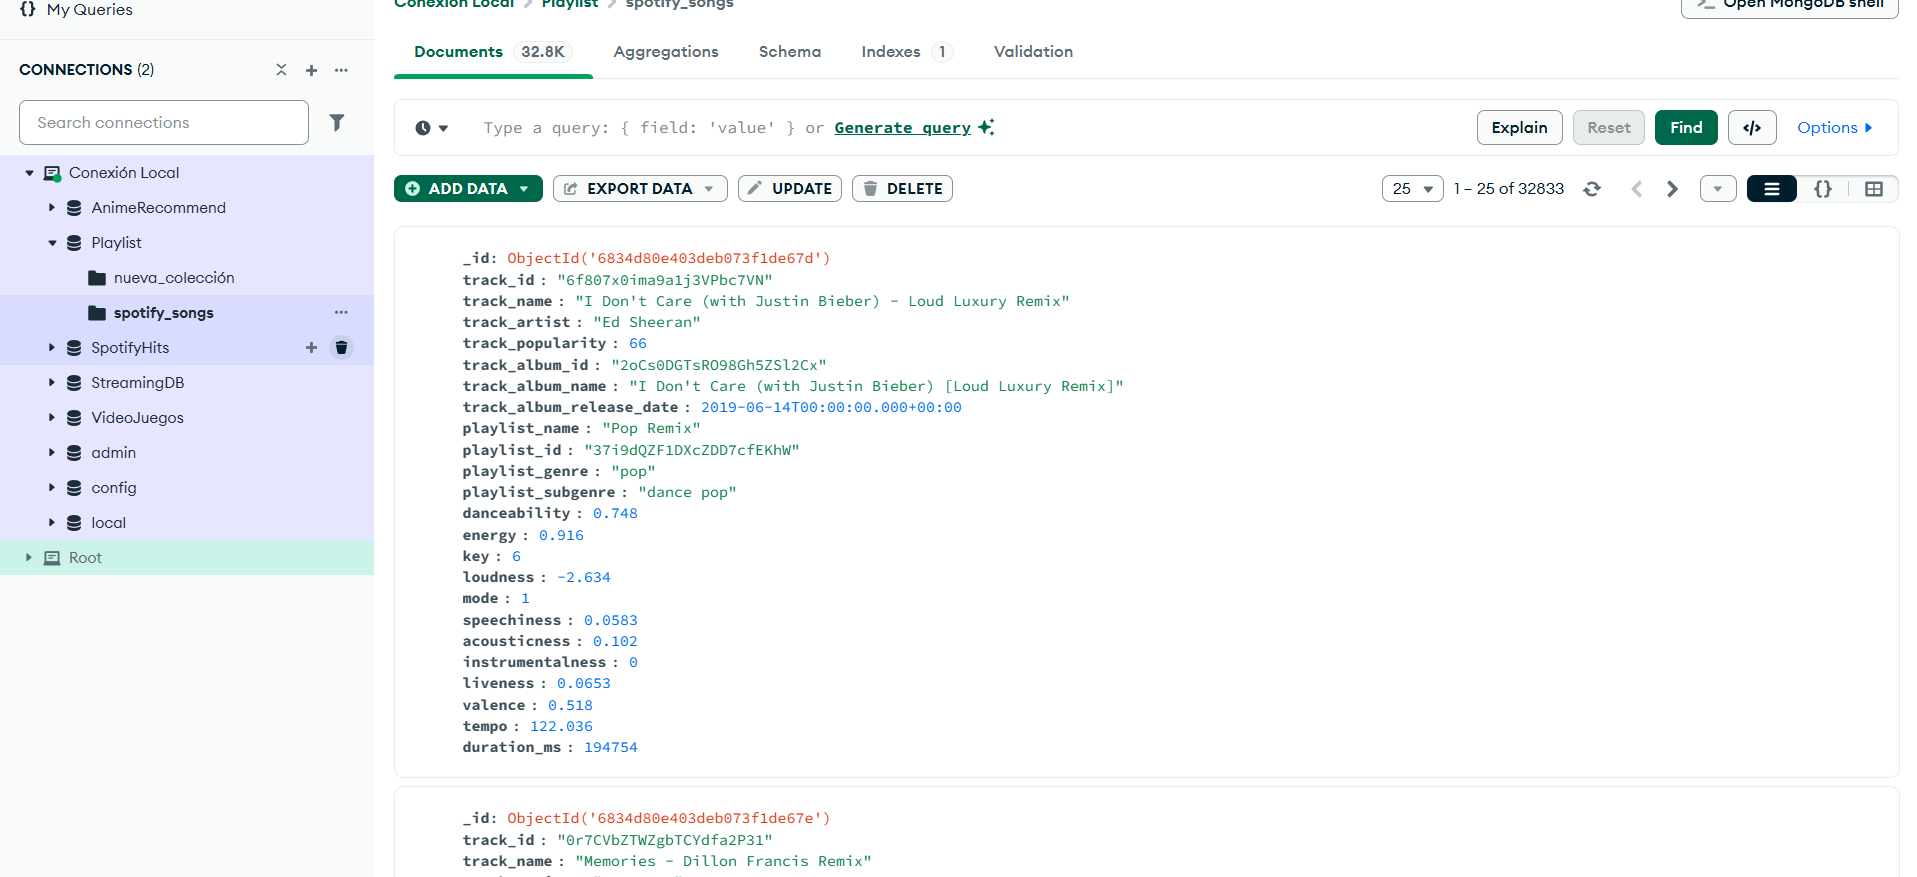 My Queries
CONNECTIONS (2)
Search connections
Conexión Local
AnimeRecommend
Playlist
nueva_colección
spotify_songs
SpotifyHits
StreamingDB
VideoJuegos
admin
config
local
Root
Conexión Local > Playlist > spotify_songs
Open MongoDB shell
Documents 32.8K Aggregations Schema Indexes 1 Validation
Type a query: { field: 'value' } or Generate query
Explain Reset Find </> Options
ADD DATA EXPORT DATA UPDATE DELETE
25 1 – 25 of 32833 {}
_id: ObjectId('6834d80e403deb073f1de67d')
track_id : "6f807x0ima9a1j3VPbc7VN"
track_name : "I Don't Care (with Justin Bieber) - Loud Luxury Remix"
track_artist : "Ed Sheeran"
track_popularity : 66
track_album_id : "2oCs0DGTsRO98Gh5ZSl2Cx"
track_album_name : "I Don't Care (with Justin Bieber) [Loud Luxury Remix]"
track_album_release_date : 2019-06-14T00:00:00.000+00:00
playlist_name : "Pop Remix"
playlist_id : "37i9dQZF1DXcZDD7cfEKhW"
playlist_genre : "pop"
playlist_subgenre : "dance pop"
danceability : 0.748
energy : 0.916
key : 6
loudness : -2.634
mode : 1
speechiness : 0.0583
acousticness : 0.102
instrumentalness : 0
liveness : 0.0653
valence : 0.518
tempo : 122.036
duration_ms : 194754
_id: ObjectId('6834d80e403deb073f1de67e')
track_id : "0r7CVbZTWZgbTCYdfa2P31"
track_name : "Memories - Dillon Francis Remix"